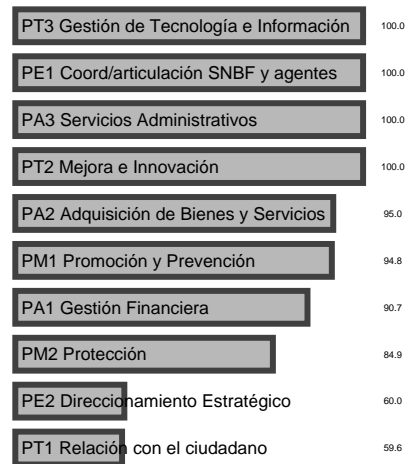 PT3 Gestión de Tecnología e Información 100.0
PE1 Coord/articulación SNBF y agentes 100.0
PA3 Servicios Administrativos 100.0
PT2 Mejora e Innovación 100.0
PA2 Adquisición de Bienes y Servicios 95.0
PM1 Promoción y Prevención 94.8
PA1 Gestión Financiera 90.7
PM2 Protección 84.9
PE2 Direccionamiento Estratégico 60.0
PT1 Relación con el ciudadano 59.6